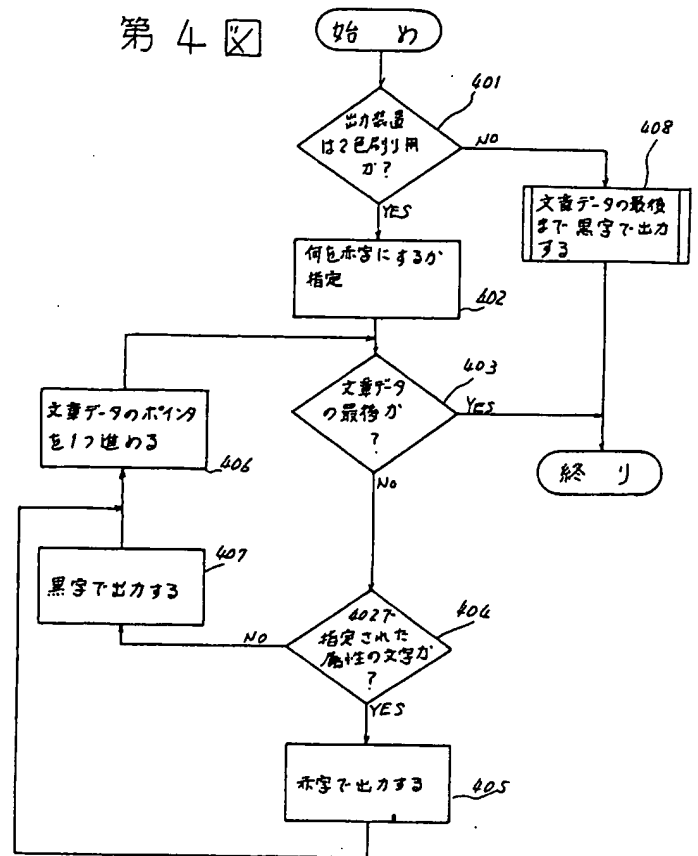 第4図
始め
401
出力装置
は2色刷り用
か?
NO
YES
408
文章データの最後
まで黒字で出力
する
何を赤字にするか
指定
402
403
文章データ
の最後か
?
YES
NO
終り
文章データのポインタ
を1つ進める
406
407
黒字で出力する
404
402で
指定された
属性の文字か
?
NO
YES
赤字で出力する
405